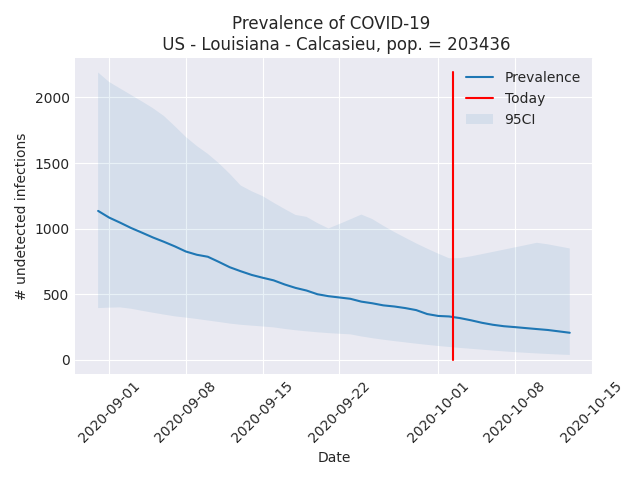 Prevalence of COVID-19
US - Louisiana - Calcasieu, pop. = 203436
Prevalence
Today
95CI
2000
1500
1000
500
0
# undetected infections
2020-09-01
2020-09-08
2020-09-15
2020-09-22
2020-10-01
2020-10-08
2020-10-15
Date